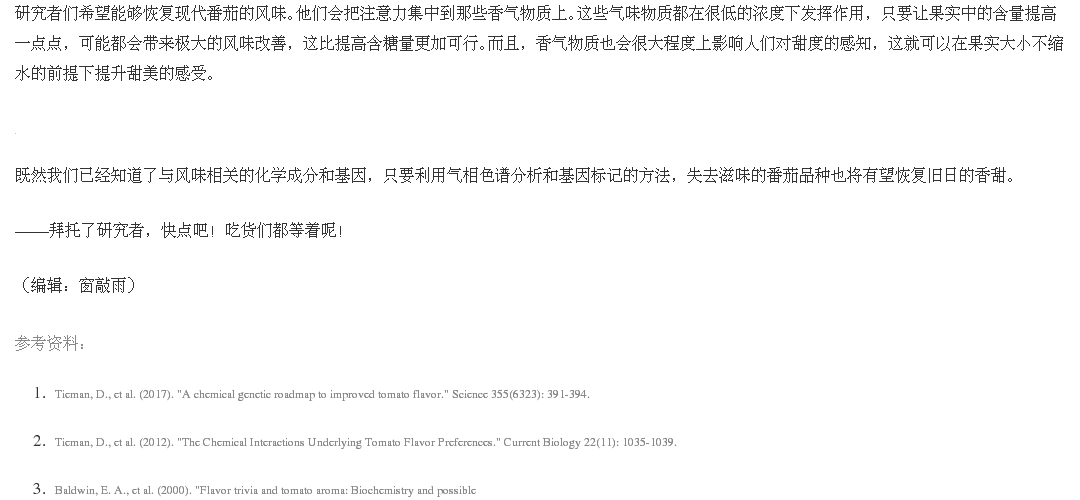 研究者们希望能够恢复现代番茄的风味。他们会把注意力集中到那些香气物质上。这些气味物质都在很低的浓度下发挥作用，只要让果实中的含量提高
一点点，可能都会带来极大的风味改善，这比提高含糖量更加可行。而且，香气物质也会很大程度上影响人们对甜度的感知，这就可以在果实大小不缩
水的前提下提升甜美的感受。
既然我们已经知道了与风味相关的化学成分和基因，只要利用气相色谱分析和基因标记的方法，失去滋味的番茄品种也将有望恢复旧日的香甜。
——拜托了研究者，快点吧！吃货们都等着呢！
（编辑：窗敲雨）
参考资料：
1. Tieman, D., et al. (2017). "A chemical genetic roadmap to improved tomato flavor." Science 355(6323): 391-394.
2. Tieman, D., et al. (2012). "The Chemical Interactions Underlying Tomato Flavor Preferences." Current Biology 22(11): 1035-1039.
3. Baldwin, E. A., et al. (2000). "Flavor trivia and tomato aroma: Biochemistry and possible